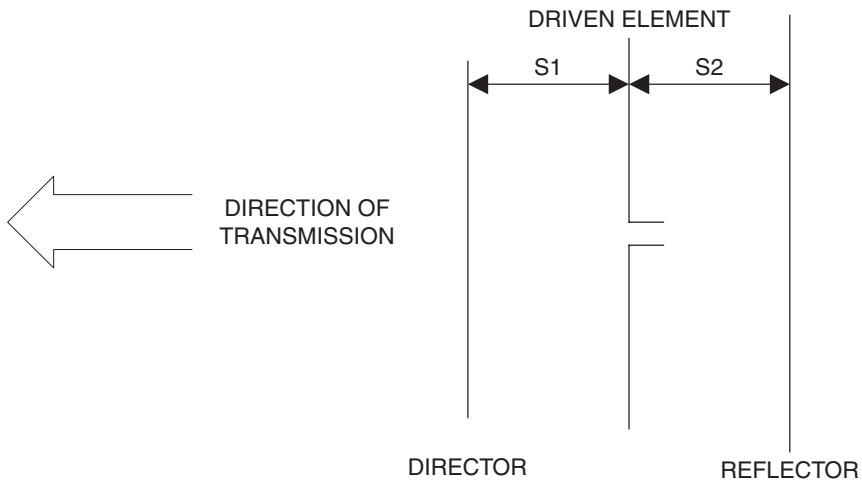 DRIVEN ELEMENT
S1
S2
DIRECTION OF
TRANSMISSION
DIRECTOR
REFLECTOR